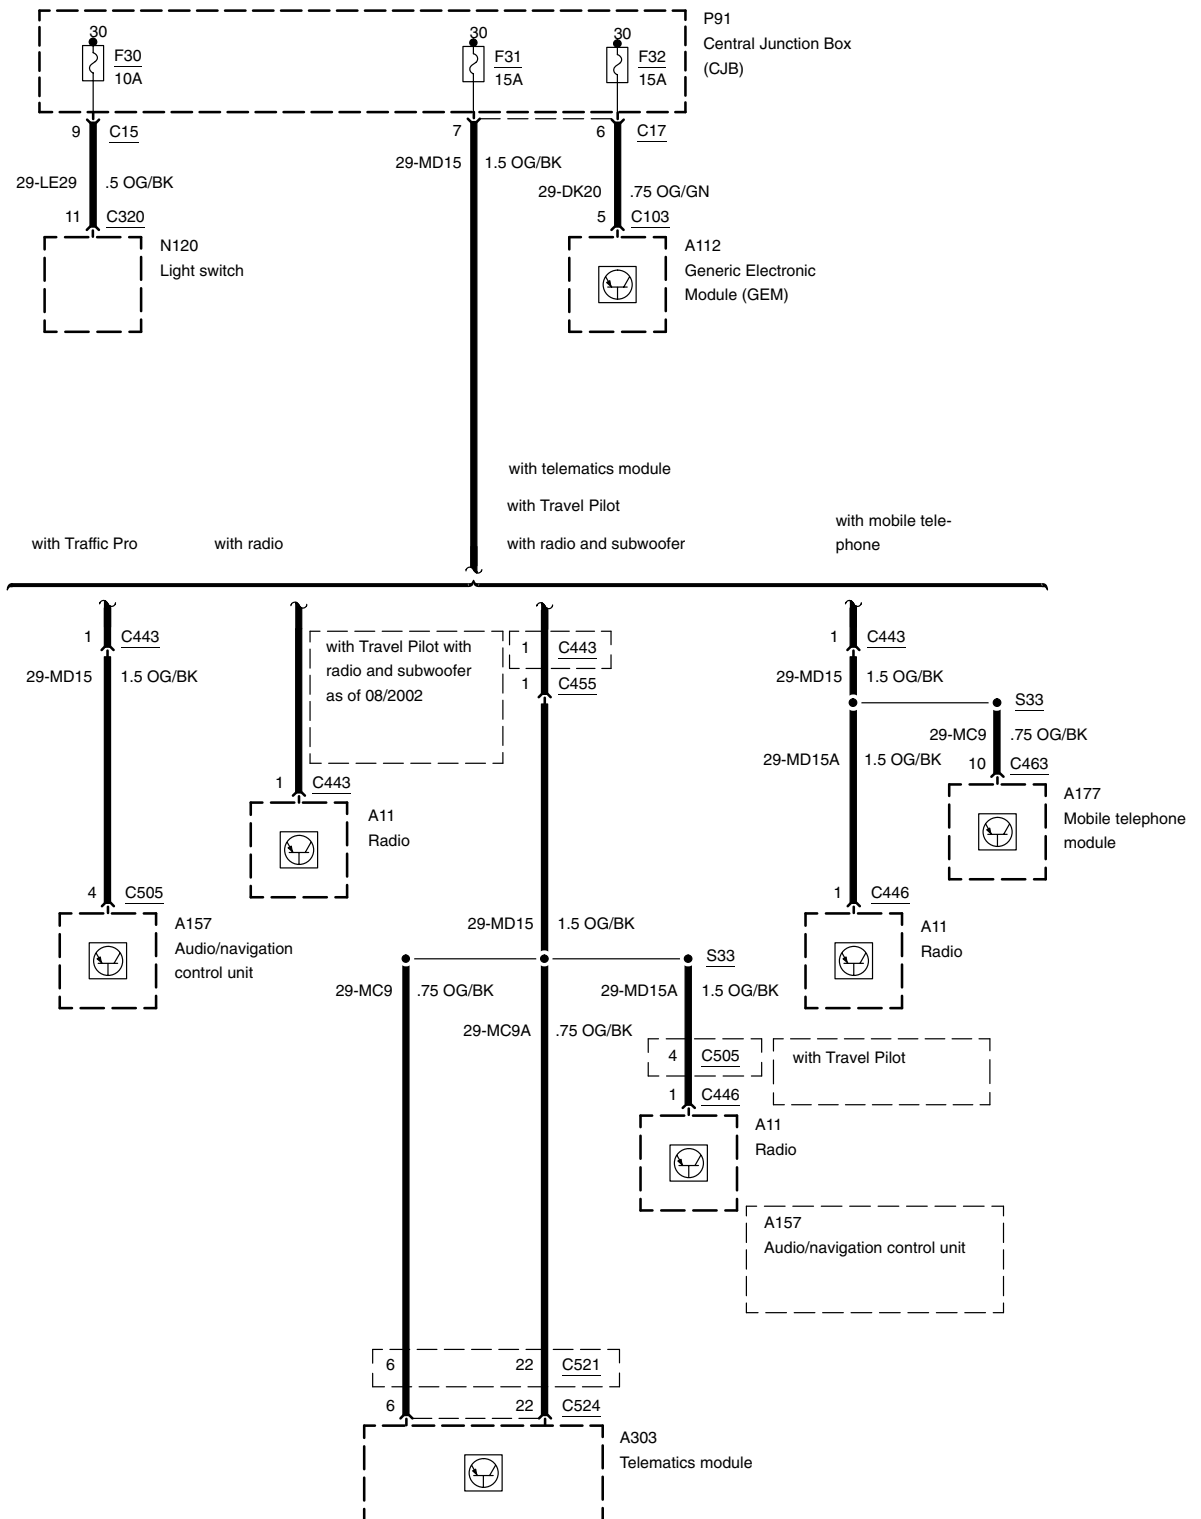 P91
Central Junction Box
(CJB)
30
F30
10A
30
F31
15A
30
F32
15A
9 C15
7
6 C17
29-LE29 .5 OG/BK
29-MD15 1.5 OG/BK
29-DK20 .75 OG/GN
11 C320
5 C103
N120
Light switch
A112
Generic Electronic
Module (GEM)
with telematics module
with Travel Pilot
with radio and subwoofer
with Traffic Pro
with radio
with mobile tele-
phone
1 C443
29-MD15 1.5 OG/BK
with Travel Pilot with
radio and subwoofer
as of 08/2002
1 C443
1 C455
1 C443
29-MD15 1.5 OG/BK
S33
29-MC9 .75 OG/BK
29-MD15A 1.5 OG/BK
10 C463
A177
Mobile telephone
module
1 C443
A11
Radio
4 C505
A157
Audio/navigation
control unit
29-MD15 1.5 OG/BK
1 C446
A11
Radio
S33
29-MC9 .75 OG/BK
29-MD15A 1.5 OG/BK
29-MC9A .75 OG/BK
4 C505
with Travel Pilot
1 C446
A11
Radio
A157
Audio/navigation control unit
6 22 C521
6 22 C524
A303
Telematics module